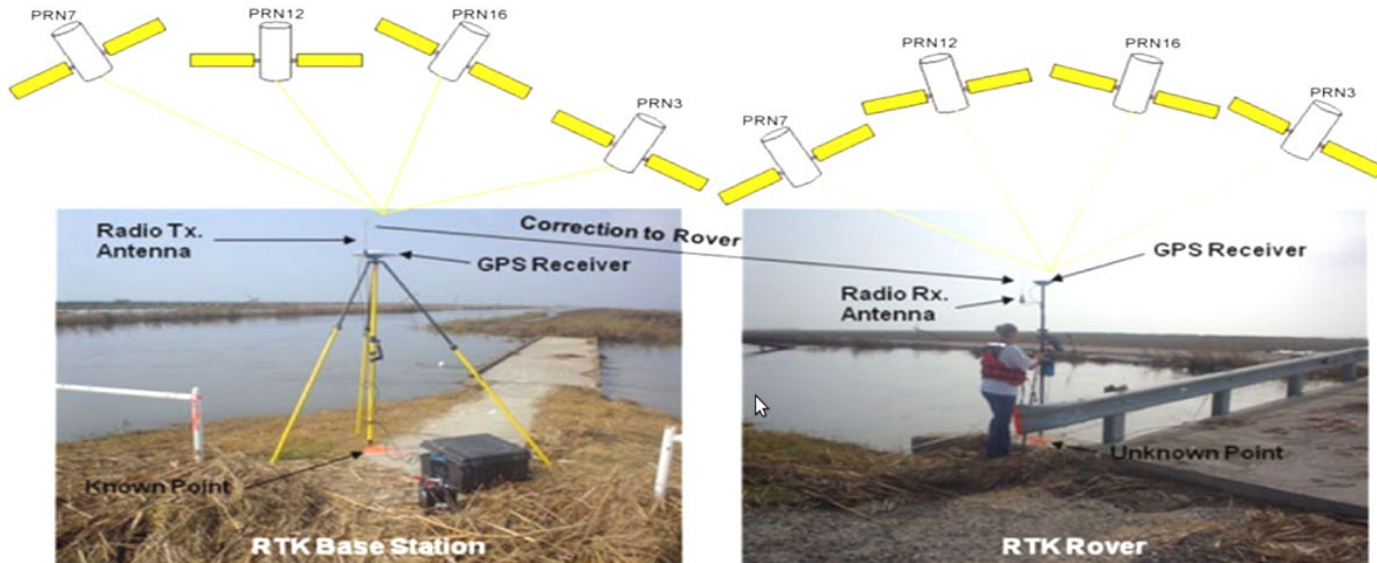 PRN7
PRN12
PRN16
PRN3
Radio Tx.
Antenna
GPS Receiver
Known Point
RTK Base Station
Correction to Rover
PRN7
PRN12
PRN16
PRN3
GPS Receiver
Radio Rx.
Antenna
Unknown Point
RTK Rover